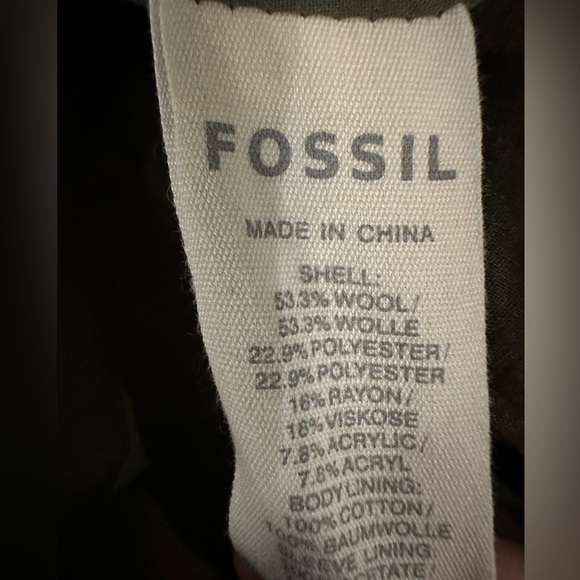 FOSSIL
MADE IN CHINA
SHELL:
53.3% WOOL/
53.3% WOLLE
22.9% POLYESTER/
22.9% POLYESTER
16% RAYON/
16% VISKOSE
7.8% ACRYLIC/
7.8% ACRYL
BODY LINING:
100% COTTON/
100% BAUMWOLLE
LINING: